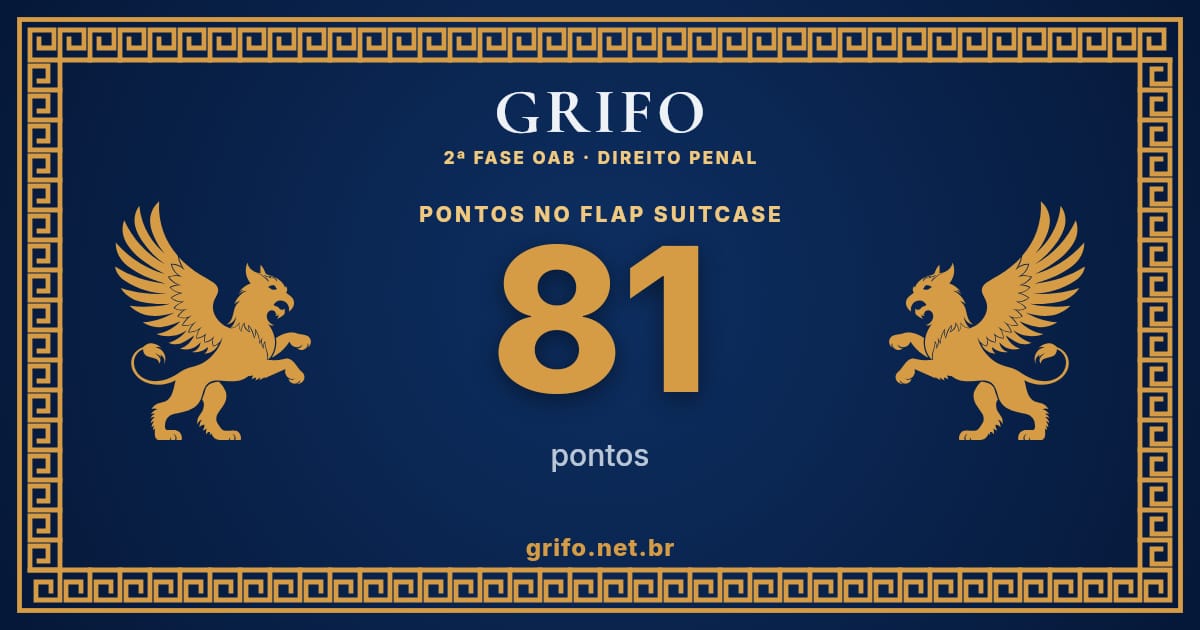 GRIFO
2ª FASE OAB · DIREITO PENAL
PONTOS NO FLAP SUITCASE
81
pontos
grifo.net.br